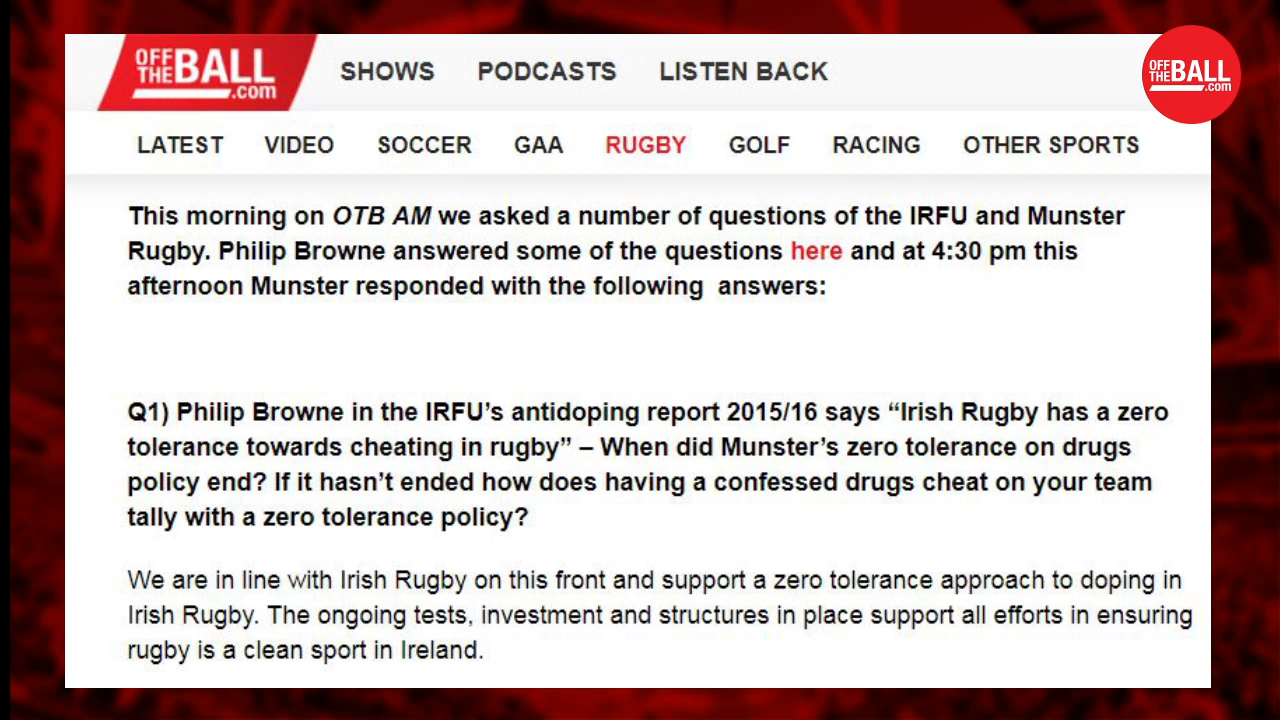 OFF THE BALL .com
SHOWS PODCASTS LISTEN BACK
OFF THE BALL .com
LATEST VIDEO SOCCER GAA RUGBY GOLF RACING OTHER SPORTS
This morning on OTB AM we asked a number of questions of the IRFU and Munster
Rugby. Philip Browne answered some of the questions here and at 4:30 pm this
afternoon Munster responded with the following  answers:
Q1) Philip Browne in the IRFU’s antidoping report 2015/16 says “Irish Rugby has a zero
tolerance towards cheating in rugby” – When did Munster’s zero tolerance on drugs
policy end? If it hasn’t ended how does having a confessed drugs cheat on your team
tally with a zero tolerance policy?
We are in line with Irish Rugby on this front and support a zero tolerance approach to doping in
Irish Rugby. The ongoing tests, investment and structures in place support all efforts in ensuring
rugby is a clean sport in Ireland.